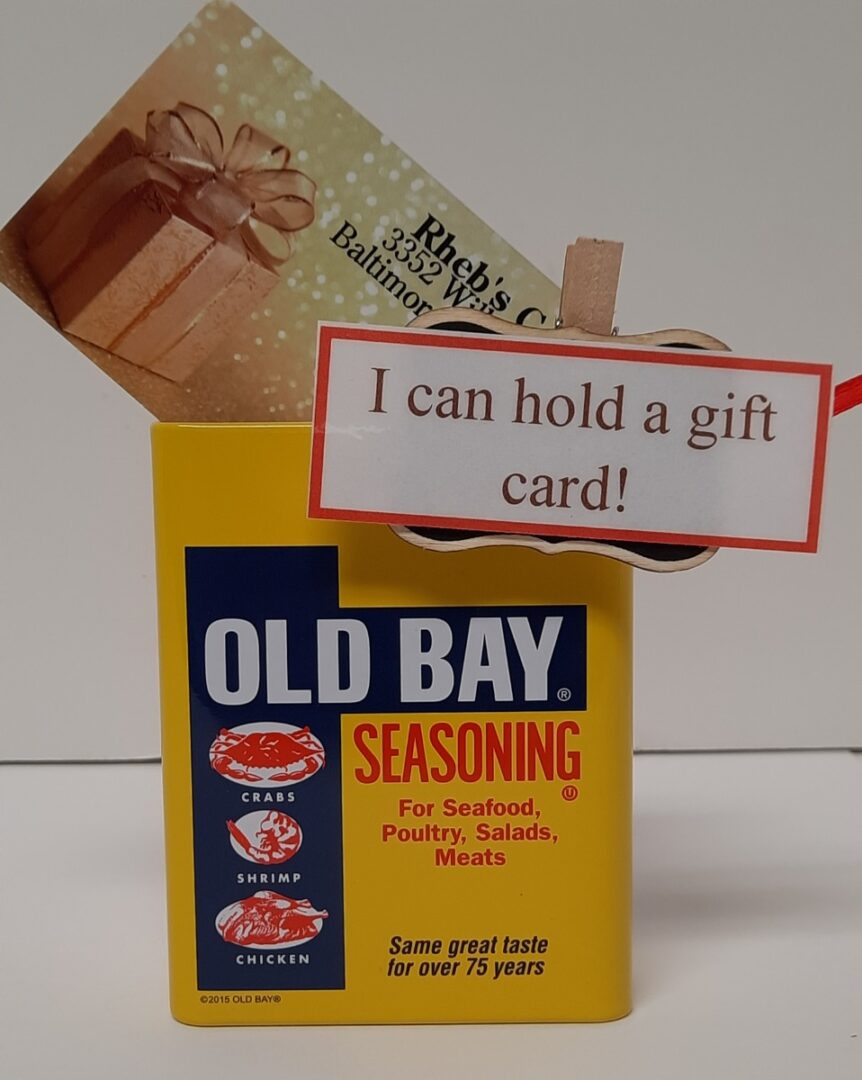 Rheb's
3352
Baltimor
I can hold a gift
card!
OLD BAY®
SEASONING
U
For Seafood,
Poultry, Salads,
Meats
CRABS
SHRIMP
CHICKEN
Same great taste
for over 75 years
©2015 OLD BAY®